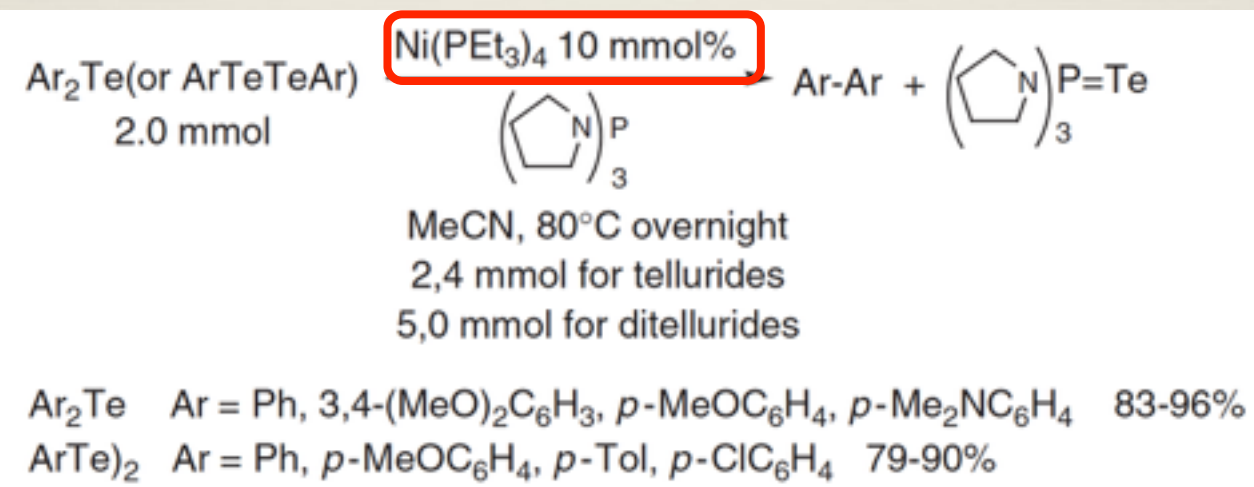 Ar₂Te(or ArTeTeAr)
2.0 mmol
Ni(PEt₃)₄ 10 mmol%
(N)₃P
Ar-Ar + (N)₃P=Te
MeCN, 80°C overnight
2,4 mmol for tellurides
5,0 mmol for ditellurides
Ar₂Te Ar = Ph, 3,4-(MeO)₂C₆H₃, p-MeOC₆H₄, p-Me₂NC₆H₄ 83-96%
ArTe)₂ Ar = Ph, p-MeOC₆H₄, p-Tol, p-ClC₆H₄ 79-90%